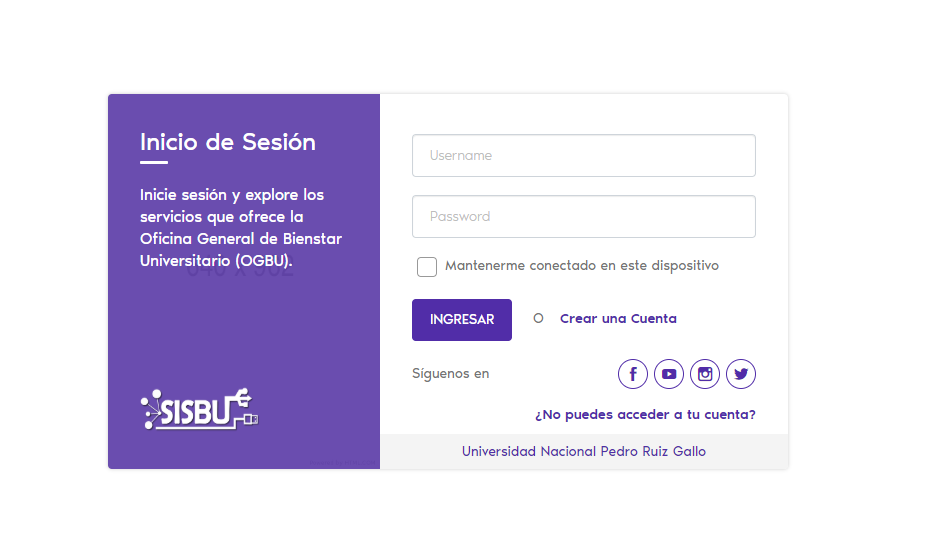 Inicio de Sesión
Inicie sesión y explore los
servicios que ofrece la
Oficina General de Bienstar
Universitario (OGBU).
640 x 962
SISBU
Username
Password
Mantenerme conectado en este dispositivo
INGRESAR O Crear una Cuenta
Síguenos en
¿No puedes acceder a tu cuenta?
Universidad Nacional Pedro Ruiz Gallo